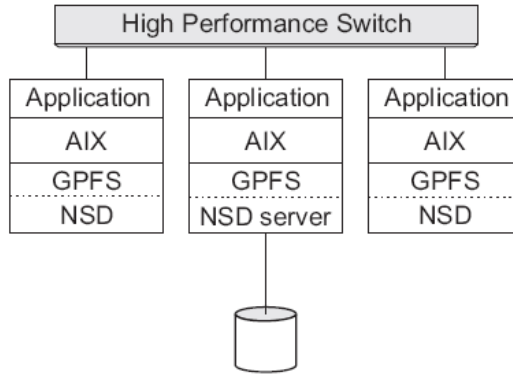 High Performance Switch
Application
AIX
GPFS
NSD
Application
AIX
GPFS
NSD server
Application
AIX
GPFS
NSD